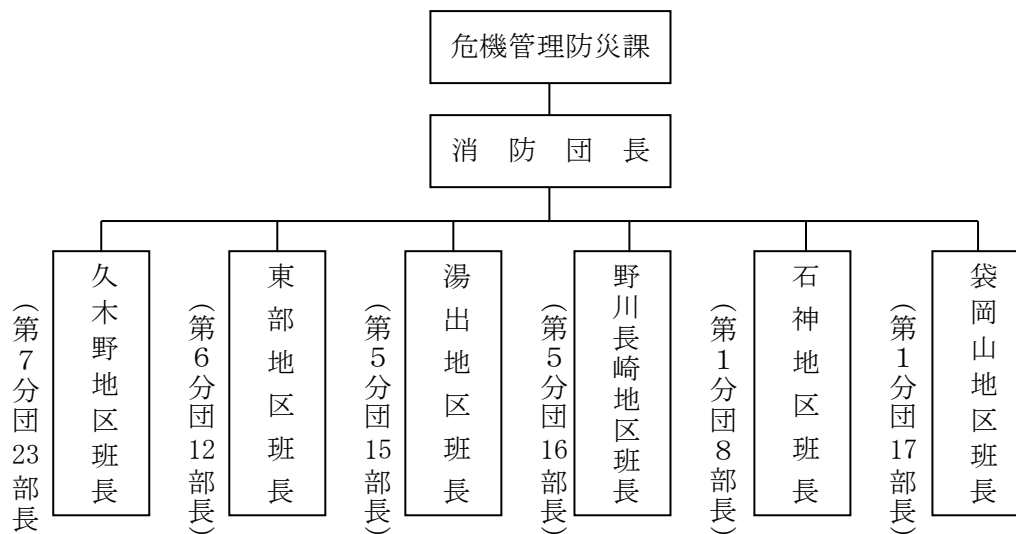 危機管理防災課
消防団長
久木野地区班長
（第７分団23部長
東部地区班長
（第６分団12部長）
湯出地区班長
（第５分団15部長）
野川長崎地区班長
（第５分団16部長）
石神地区班長
（第１分団８部長）
袋岡山地区班長
（第１分団17部長）